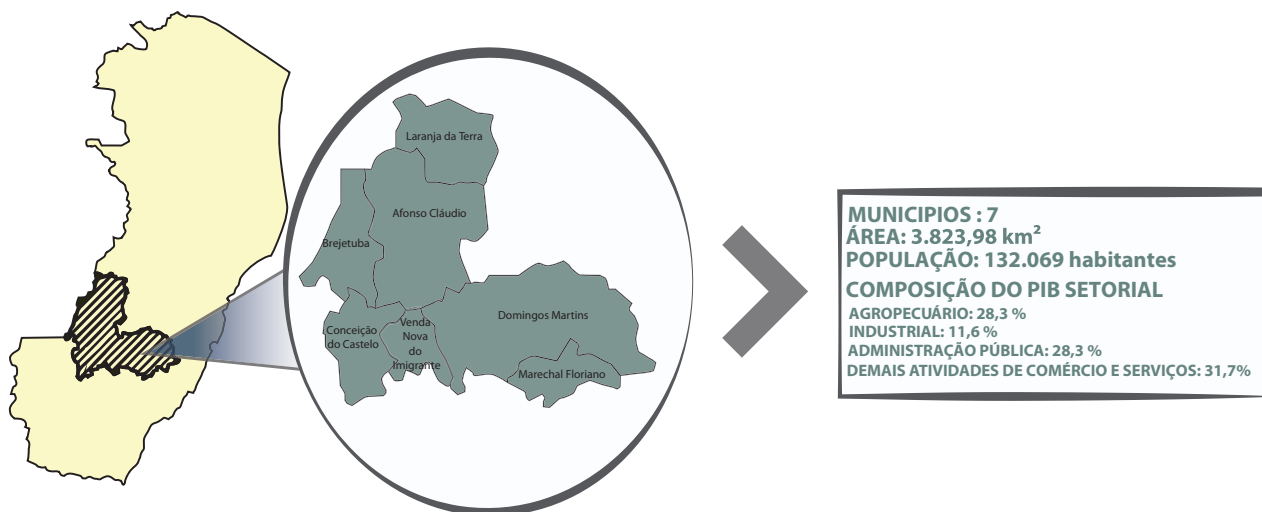 Laranja da Terra
Afonso Cláudio
Brejetuba
Domingos Martins
Conceição
do Castelo
Venda
Nova
do
Imigrante
Marechal Floriano
MUNICIPIOS : 7
ÁREA: 3.823,98 km²
POPULAÇÃO: 132.069 habitantes
COMPOSIÇÃO DO PIB SETORIAL
AGROPECUÁRIO: 28,3 %
INDUSTRIAL: 11,6 %
ADMINISTRAÇÃO PÚBLICA: 28,3 %
DEMAIS ATIVIDADES DE COMÉRCIO E SERVIÇOS: 31,7%